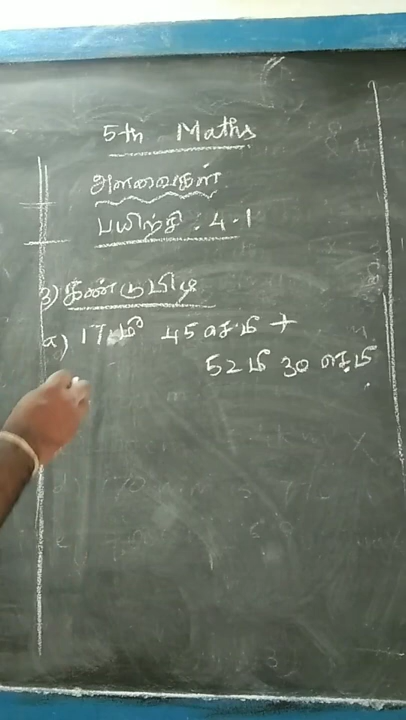 5th Maths
அளவைகள்
பயிற்சி : 4.1
3) கண்டுபிடி
a) 17 மீ 45 செ.மீ +
52 மீ 30 செ.மீ